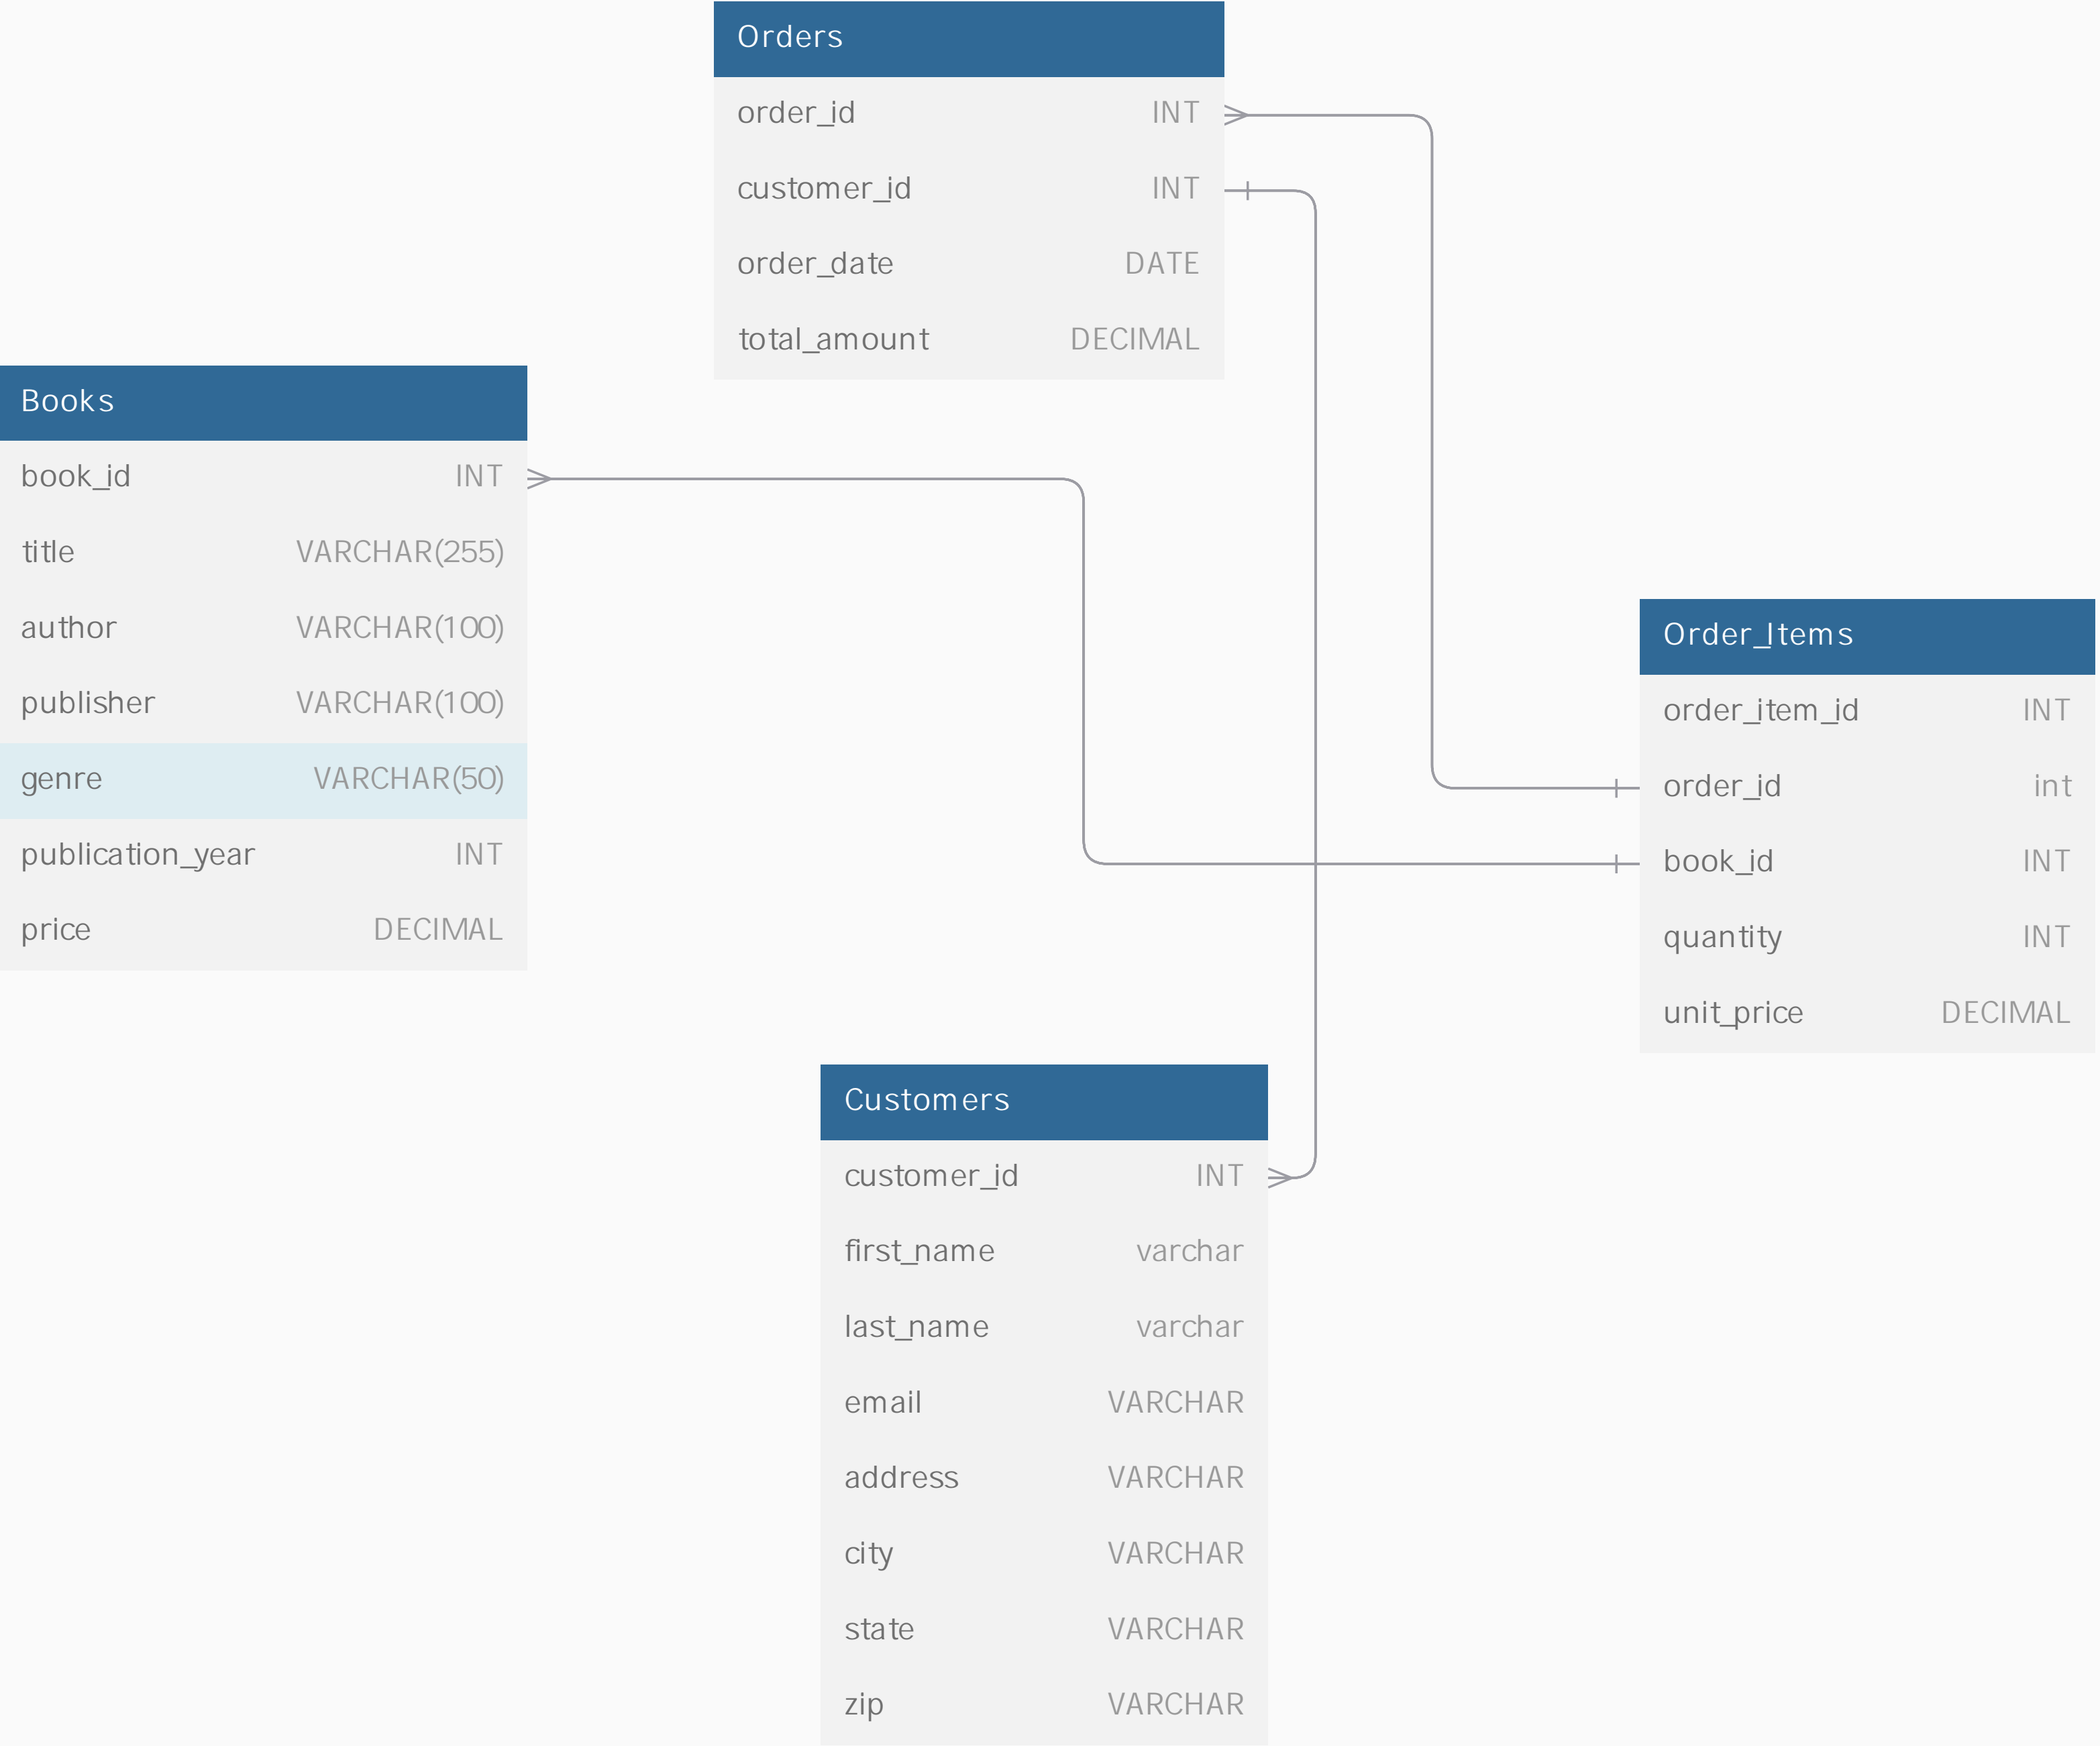 Orders
order_id INT
customer_id INT
order_date DATE
total_amount DECIMAL
Books
book_id INT
title VARCHAR(255)
author VARCHAR(100)
publisher VARCHAR(100)
genre VARCHAR(50)
publication_year INT
price DECIMAL
Order_Items
order_item_id INT
order_id int
book_id INT
quantity INT
unit_price DECIMAL
Customers
customer_id INT
first_name varchar
last_name varchar
email VARCHAR
address VARCHAR
city VARCHAR
state VARCHAR
zip VARCHAR